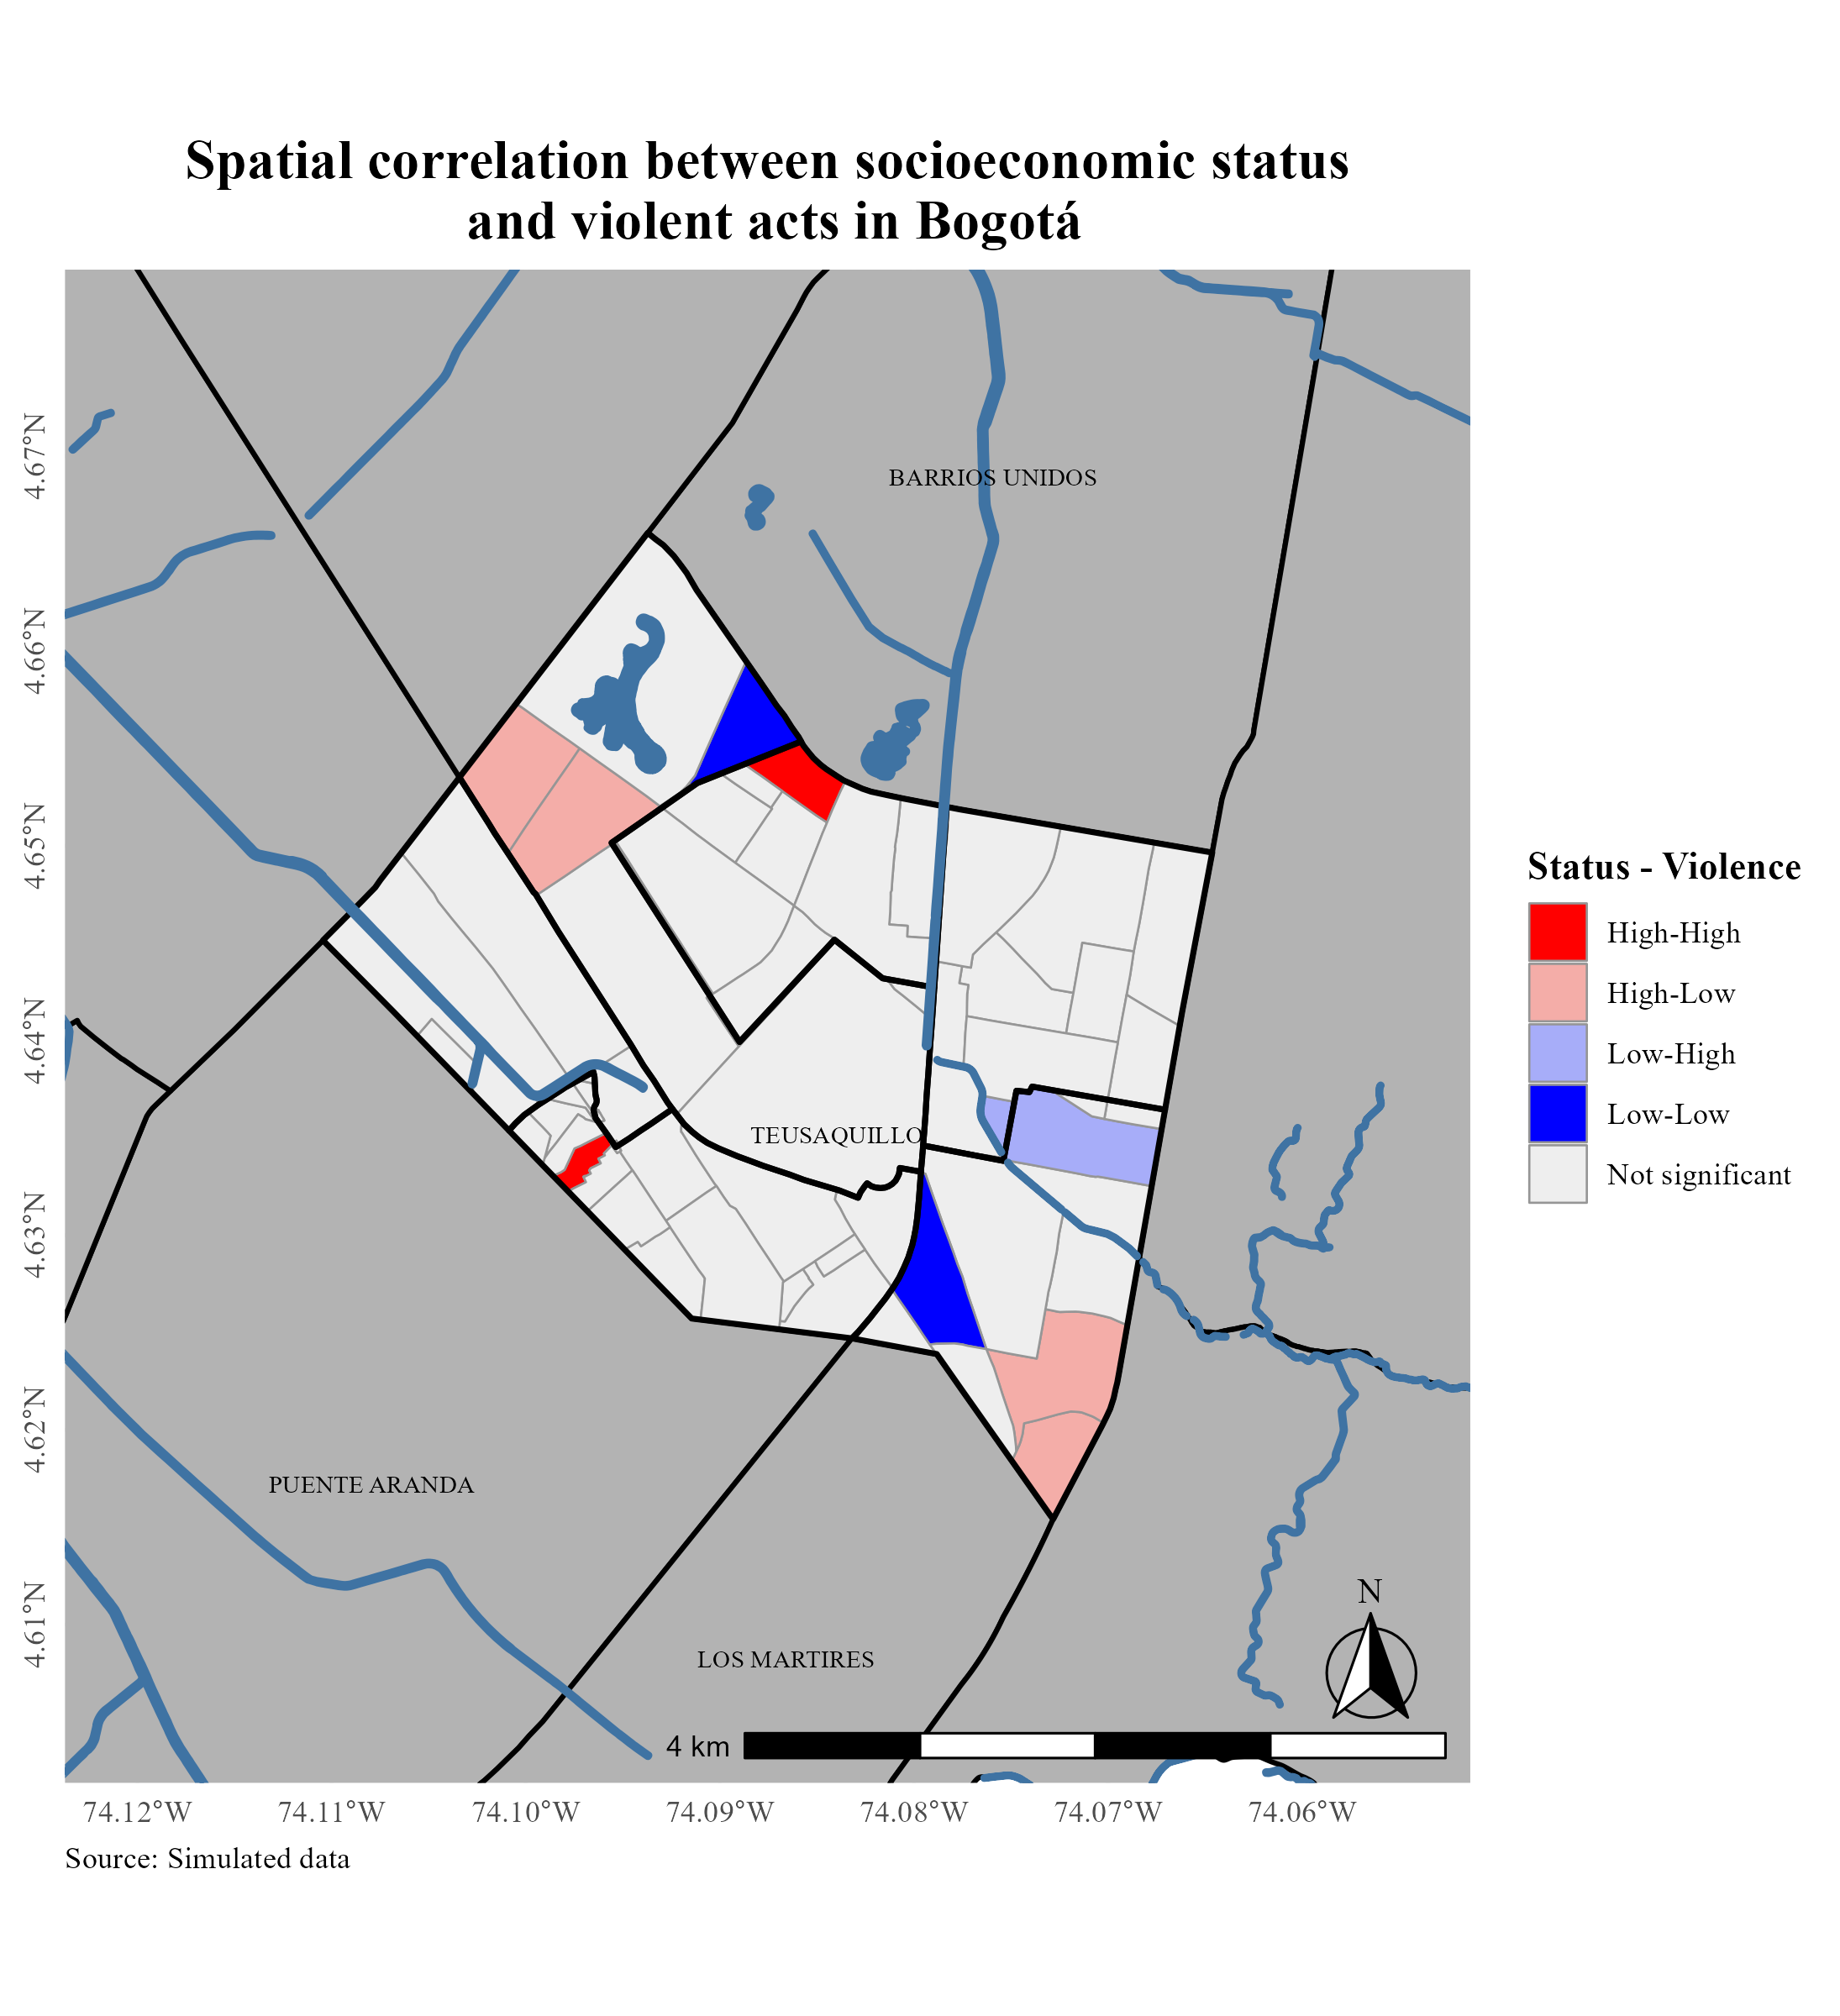 Spatial correlation between socioeconomic status
and violent acts in Bogotá
4.67°N
4.66°N
4.65°N
4.64°N
4.63°N
4.62°N
4.61°N
BARRIOS UNIDOS
TEUSAQUILLO
PUENTE ARANDA
LOS MARTIRES
N
4 km
74.12°W
74.11°W
74.10°W
74.09°W
74.08°W
74.07°W
74.06°W
Status - Violence
High-High
High-Low
Low-High
Low-Low
Not significant
Source: Simulated data